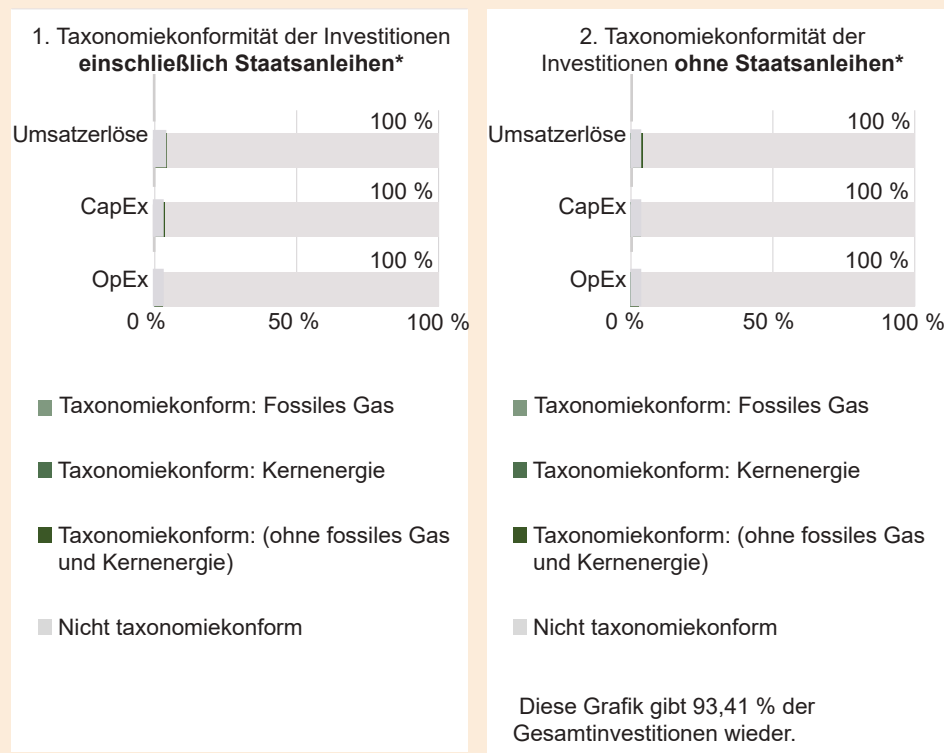 1. Taxonomiekonformität der Investitionen
einschließlich Staatsanleihen*
100 %
Umsatzerlöse
100 %
CapEx
100 %
OpEx
0 % 50 % 100 %
Taxonomiekonform: Fossiles Gas
Taxonomiekonform: Kernenergie
Taxonomiekonform: (ohne fossiles Gas
und Kernenergie)
Nicht taxonomiekonform
2. Taxonomiekonformität der
Investitionen ohne Staatsanleihen*
100 %
Umsatzerlöse
100 %
CapEx
100 %
OpEx
0 % 50 % 100 %
Taxonomiekonform: Fossiles Gas
Taxonomiekonform: Kernenergie
Taxonomiekonform: (ohne fossiles Gas
und Kernenergie)
Nicht taxonomiekonform
Diese Grafik gibt 93,41 % der
Gesamtinvestitionen wieder.